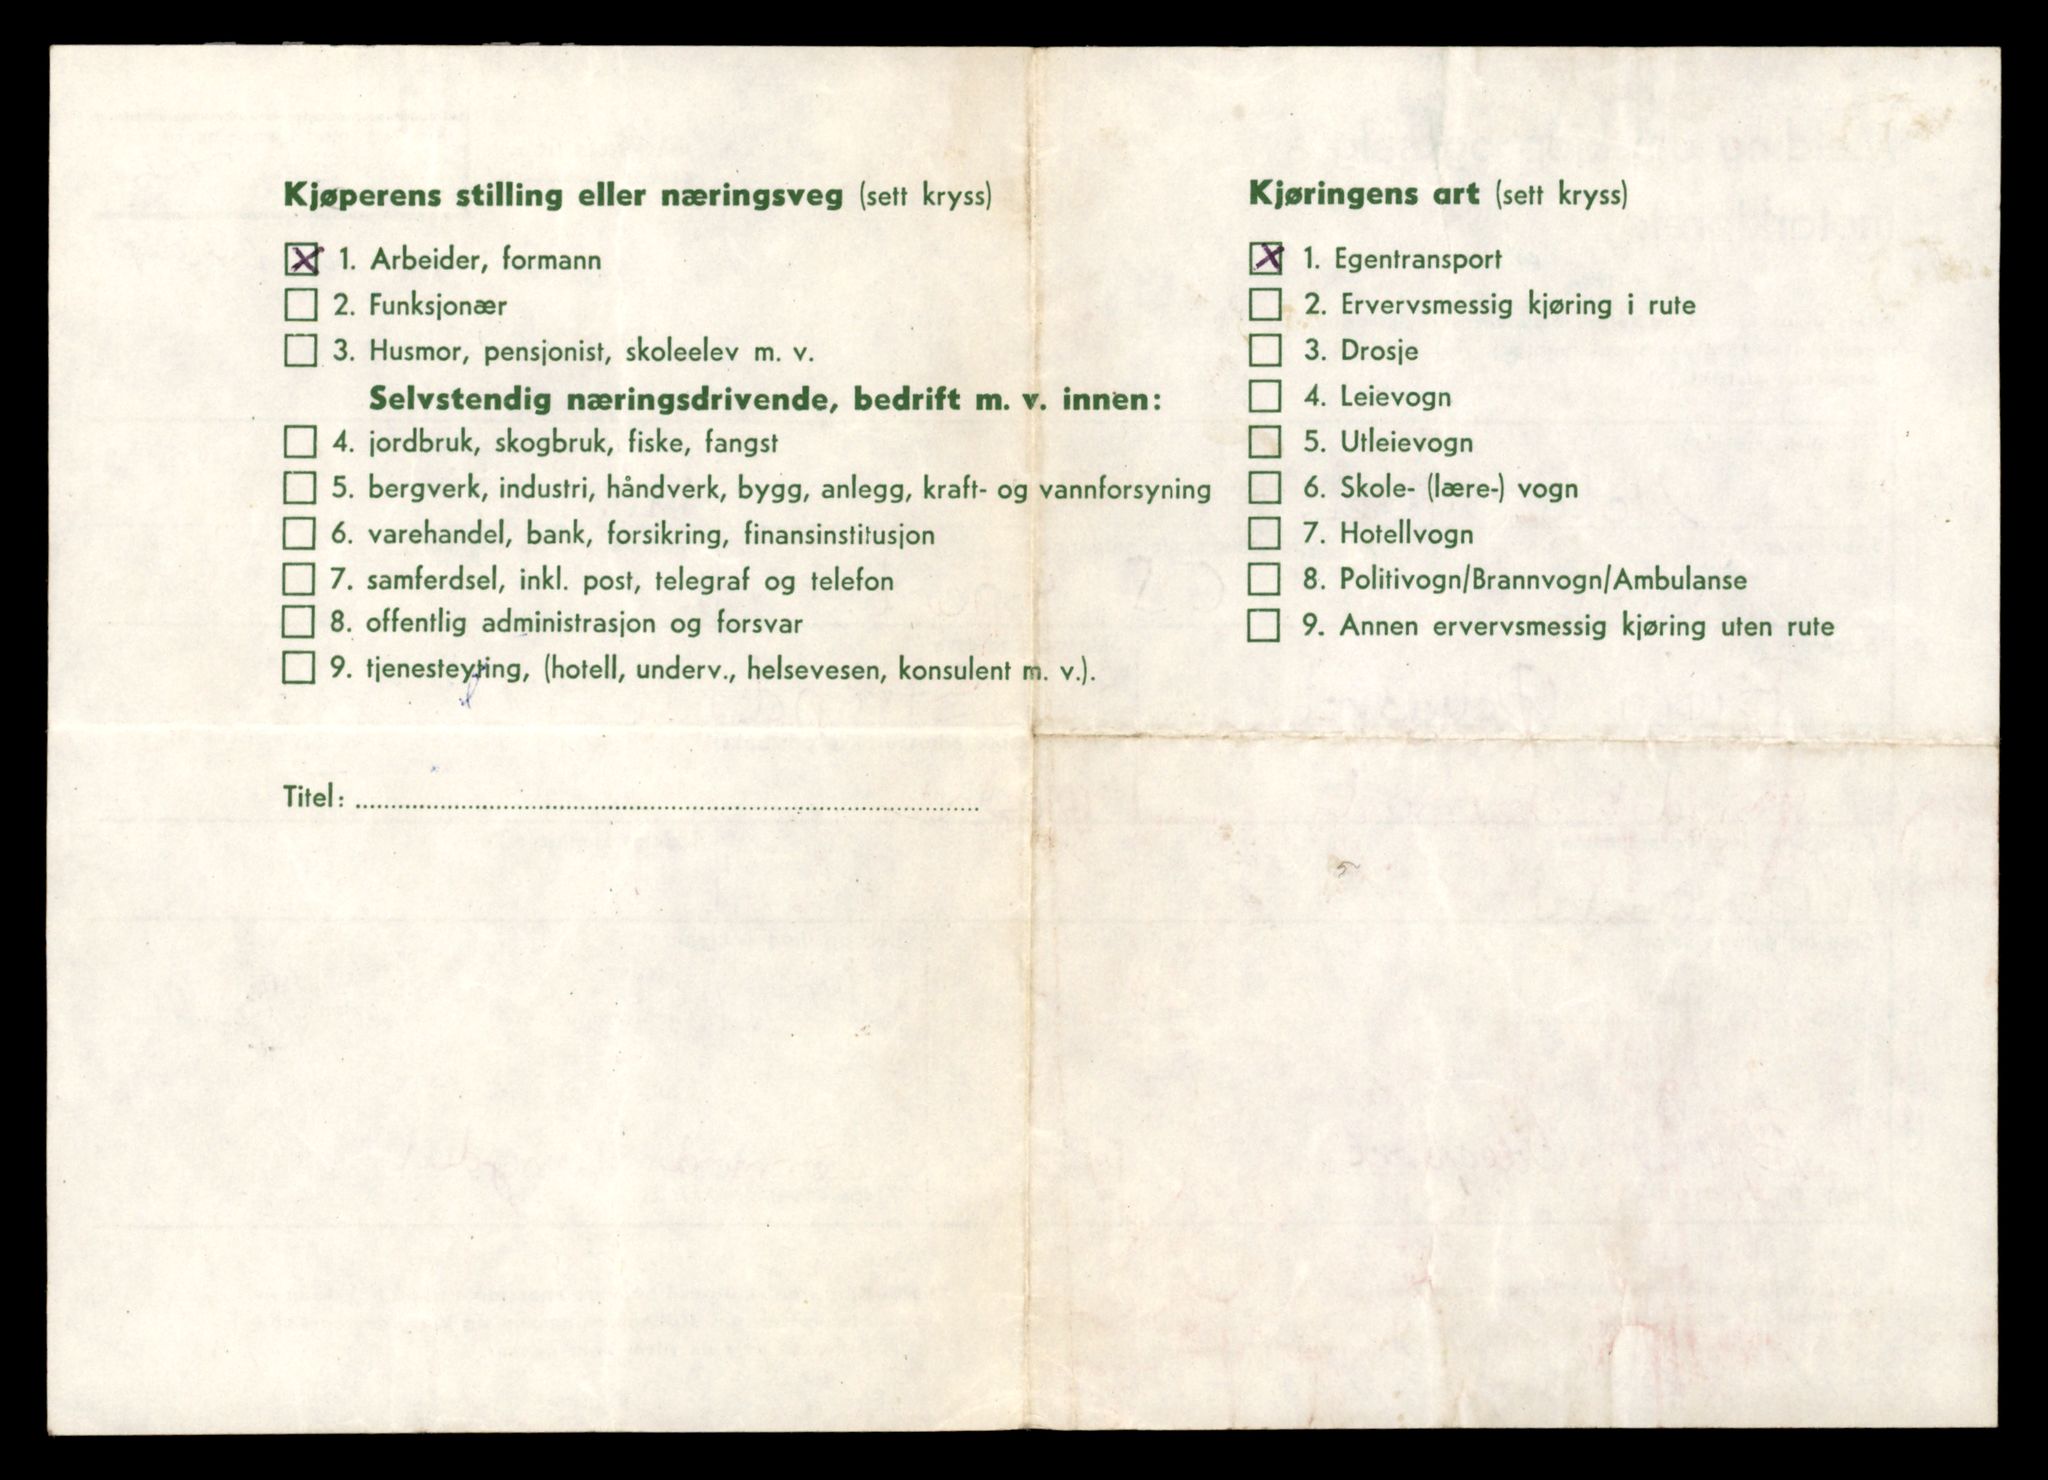 Kjøperens stilling eller næringsveg (sett kryss)
X 1. Arbeider, formann
2. Funksjonær
3. Husmor, pensjonist, skoleelev m. v.
Selvstendig næringsdrivende, bedrift m. v. innen:
4. jordbruk, skogbruk, fiske, fangst
5. bergverk, industri, håndverk, bygg, anlegg, kraft- og vannforsyning
6. varehandel, bank, forsikring, finansinstitusjon
7. samferdsel, inkl. post, telegraf og telefon
8. offentlig administrasjon og forsvar
9. tjenesteyting, (hotell, underv., helsevesen, konsulent m. v.).
Titel:
Kjøringens art (sett kryss)
X 1. Egentransport
2. Ervervsmessig kjøring i rute
3. Drosje
4. Leievogn
5. Utleievogn
6. Skole- (lære-) vogn
7. Hotellvogn
8. Politivogn/Brannvogn/Ambulanse
9. Annen ervervsmessig kjøring uten rute